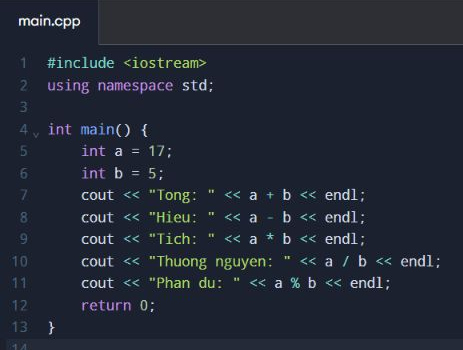 main.cpp
1 #include <iostream>
2 using namespace std;
3
4 int main() {
5     int a = 17;
6     int b = 5;
7     cout << "Tong: " << a + b << endl;
8     cout << "Hieu: " << a - b << endl;
9     cout << "Tich: " << a * b << endl;
10     cout << "Thuong nguyen: " << a / b << endl;
11     cout << "Phan du: " << a % b << endl;
12     return 0;
13 }
14